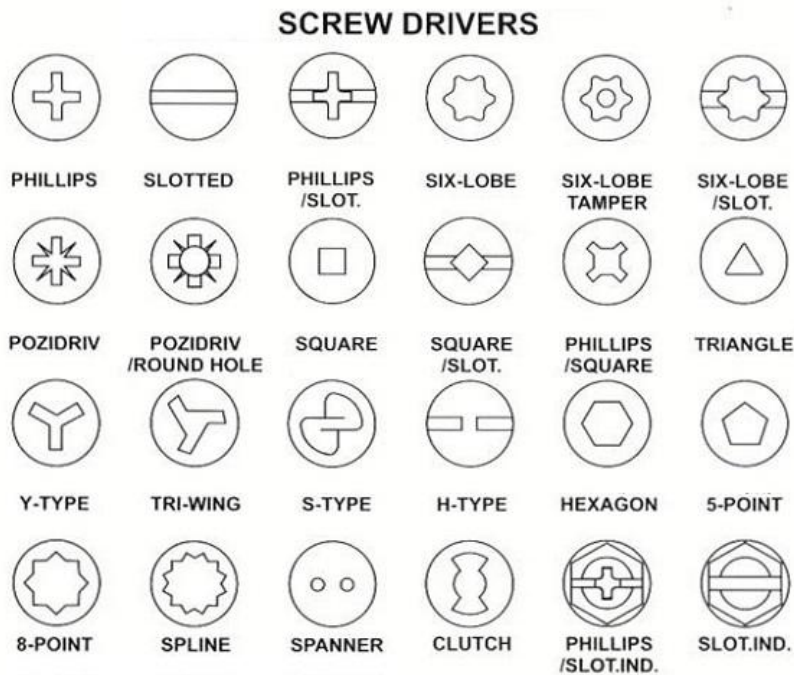 SCREW DRIVERS
PHILLIPS
SLOTTED
PHILLIPS
/SLOT.
SIX-LOBE
SIX-LOBE
TAMPER
SIX-LOBE
/SLOT.
POZIDRIV
POZIDRIV
/ROUND HOLE
SQUARE
SQUARE
/SLOT.
PHILLIPS
/SQUARE
TRIANGLE
Y-TYPE
TRI-WING
S-TYPE
H-TYPE
HEXAGON
5-POINT
8-POINT
SPLINE
SPANNER
CLUTCH
PHILLIPS
/SLOT.IND.
SLOT.IND.